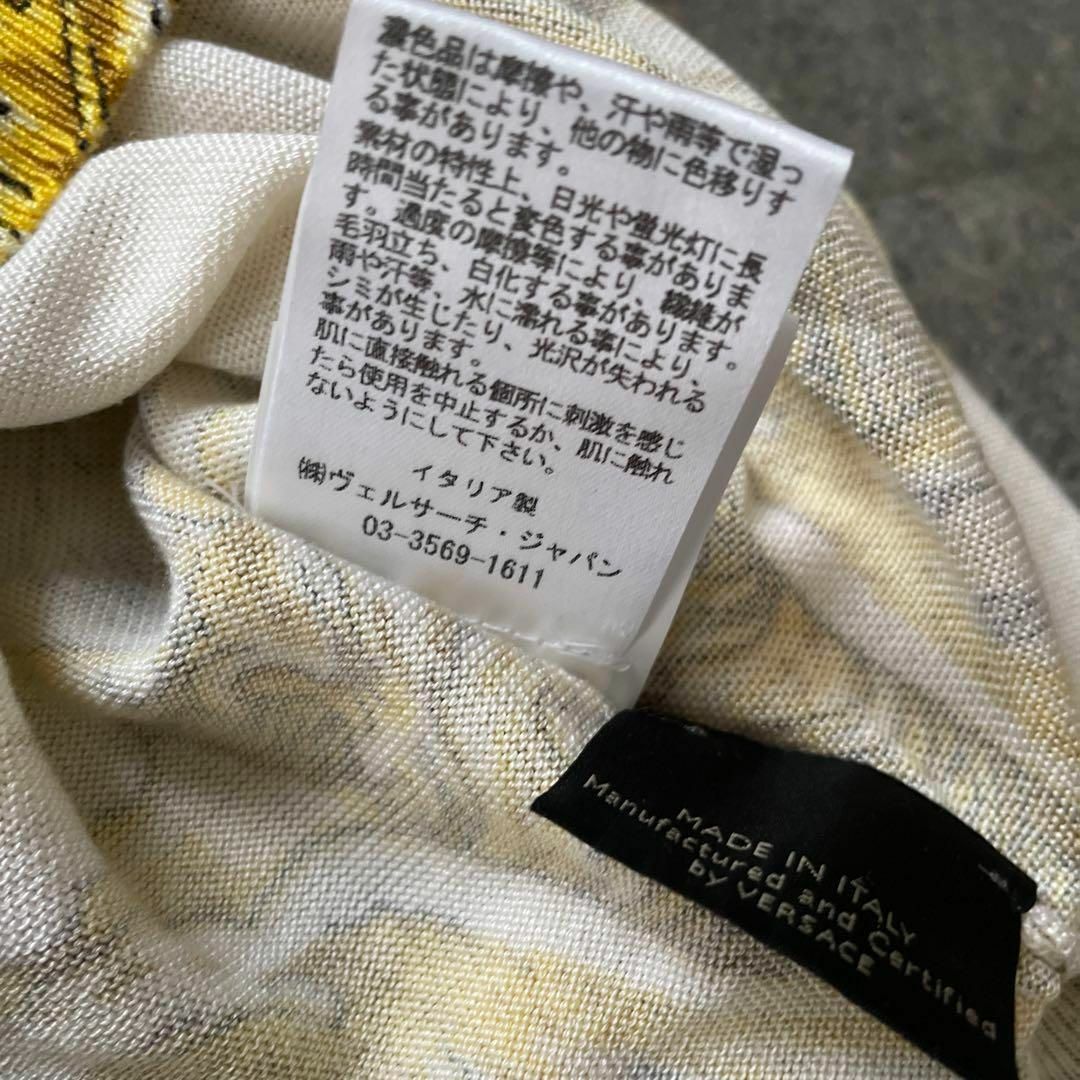 濃色品は摩擦や、汗や雨等で湿っ
た状態により、他の物に色移りす
る事があります。
素材の特性上、日光や蛍光灯に長
時間当たると変色する事がありま
す。過度の摩擦等により、繊維が
毛羽立ち、白化する事があります。
雨や汗等、水に濡れる事により、
シミが生じたり、光沢が失われる
事があります。
肌に直接触れる箇所に刺激を感じ
たら使用を中止するか、肌に触れ
ないようにして下さい。
イタリア製
㈱ヴェルサーチ・ジャパン
03-3569-1611
MADE IN ITALY
Manufactured and Certified
by VERSACE